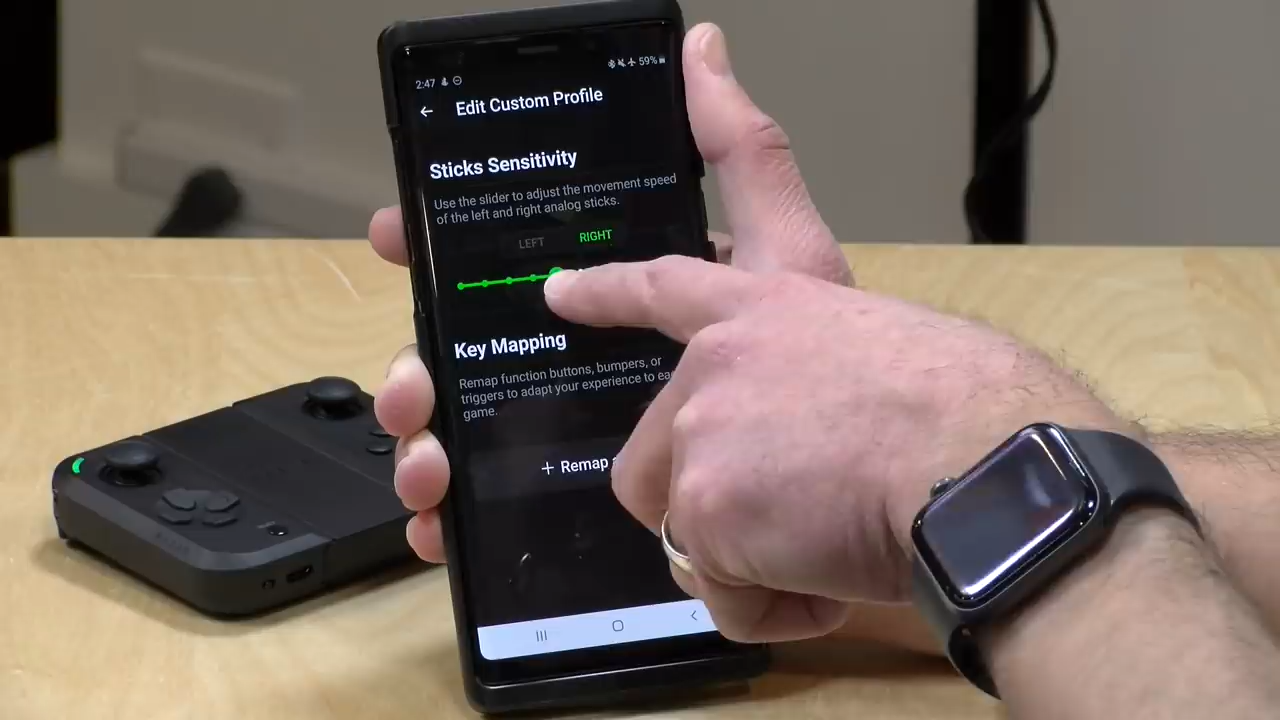 2:47
59%
Edit Custom Profile
Sticks Sensitivity
Use the slider to adjust the movement speed
of the left and right analog sticks.
LEFT RIGHT
Key Mapping
Remap function buttons, bumpers, or
triggers to adapt your experience to
game.
+ Remap